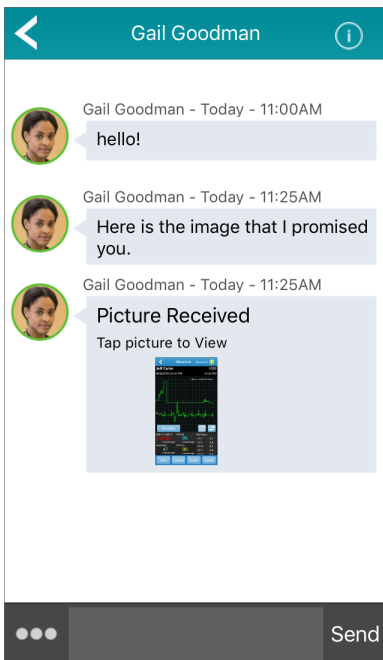 Gail Goodman
Gail Goodman - Today - 11:00AM
hello!
Gail Goodman - Today - 11:25AM
Here is the image that I promised
you.
Gail Goodman - Today - 11:25AM
Picture Received
Tap picture to View
Waveform
Send